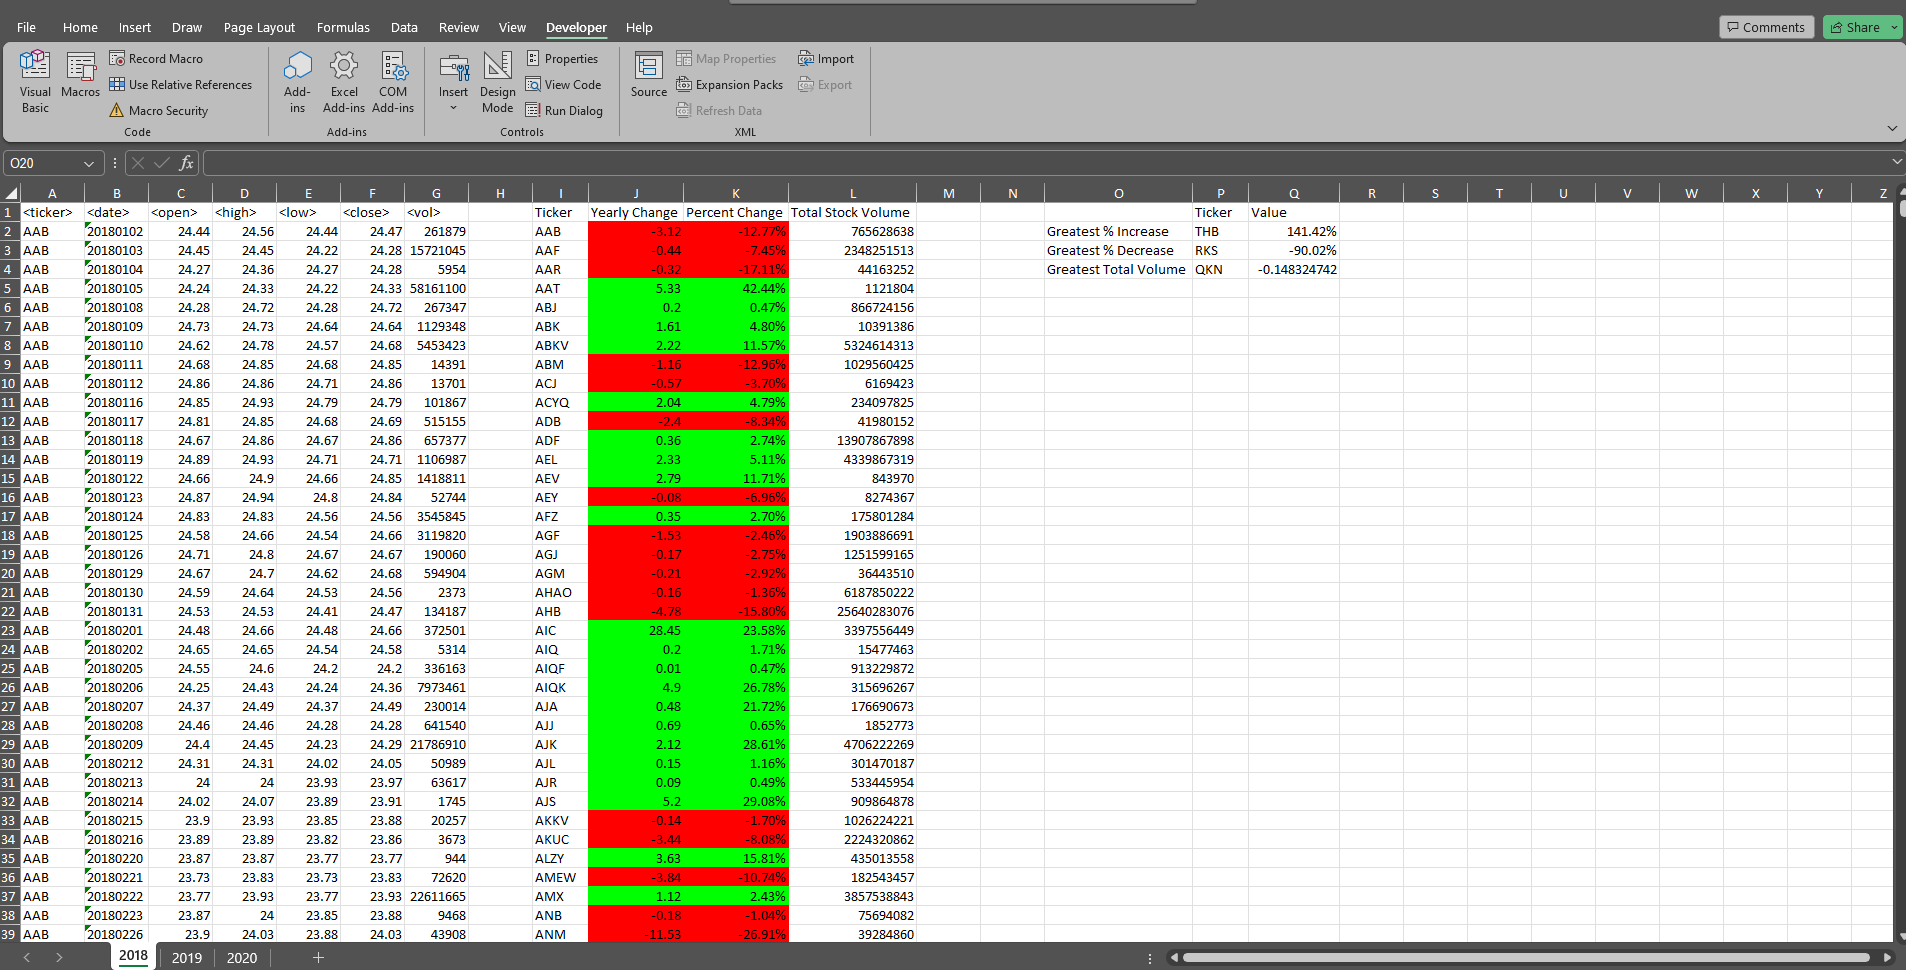 File Home Insert Draw Page Layout Formulas Data Review View Developer Help Comments Share
Visual Basic Macros Record Macro Use Relative References Macro Security Code
Add-ins Excel Add-ins COM Add-ins Add-ins
Insert Design Mode Properties View Code Run Dialog Controls
Source Map Properties Expansion Packs Refresh Data Import Export XML
O20 fx
A B C D E F G H I J K L M N O P Q R S T U V W X Y Z
1 <ticker> <date> <open> <high> <low> <close> <vol> Ticker Yearly Change Percent Change Total Stock Volume Ticker Value
2 AAB 20180102 24.44 24.56 24.44 24.47 261879 AAB -3.12 -12.77% 765628638 Greatest % Increase THB 141.42%
3 AAB 20180103 24.45 24.45 24.22 24.28 15721045 AAF -0.44 -7.45% 2348251513 Greatest % Decrease RKS -90.02%
4 AAB 20180104 24.27 24.36 24.27 24.28 5954 AAR -0.32 -17.11% 44163252 Greatest Total Volume QKN -0.148324742
5 AAB 20180105 24.24 24.33 24.22 24.33 58161100 AAT 5.33 42.44% 1121804
6 AAB 20180108 24.28 24.72 24.28 24.72 267347 ABJ 0.2 0.47% 866724156
7 AAB 20180109 24.73 24.73 24.64 24.64 1129348 ABK 1.61 4.80% 10391386
8 AAB 20180110 24.62 24.78 24.57 24.68 5453423 ABKV 2.22 11.57% 5324614313
9 AAB 20180111 24.68 24.85 24.68 24.85 14391 ABM -1.16 -12.96% 1029560425
10 AAB 20180112 24.86 24.86 24.71 24.86 13701 ACJ -0.57 -3.70% 6169423
11 AAB 20180116 24.85 24.93 24.79 24.79 101867 ACYQ 2.04 4.79% 234097825
12 AAB 20180117 24.81 24.85 24.68 24.69 515155 ADB -2.4 -8.34% 41980152
13 AAB 20180118 24.67 24.86 24.67 24.86 657377 ADF 0.36 2.74% 13907867898
14 AAB 20180119 24.89 24.93 24.71 24.71 1106987 AEL 2.33 5.11% 4339867319
15 AAB 20180122 24.66 24.9 24.66 24.85 1418811 AEV 2.79 11.71% 843970
16 AAB 20180123 24.87 24.94 24.8 24.84 52744 AEY -0.08 -6.96% 8274367
17 AAB 20180124 24.83 24.83 24.56 24.56 3545845 AFZ 0.35 2.70% 175801284
18 AAB 20180125 24.58 24.66 24.54 24.66 3119820 AGF -1.53 -2.46% 1903886691
19 AAB 20180126 24.71 24.8 24.67 24.67 190060 AGJ -0.17 -2.75% 1251599165
20 AAB 20180129 24.67 24.7 24.62 24.68 594904 AGM -0.21 -2.92% 36443510
21 AAB 20180130 24.59 24.64 24.53 24.56 2373 AHAO -0.16 -1.36% 6187850222
22 AAB 20180131 24.53 24.53 24.41 24.47 134187 AHB -4.78 -15.80% 25640283076
23 AAB 20180201 24.48 24.66 24.48 24.66 372501 AIC 28.45 23.58% 3397556449
24 AAB 20180202 24.65 24.65 24.54 24.58 5314 AIQ 0.2 1.71% 15477463
25 AAB 20180205 24.55 24.6 24.2 24.2 336163 AIQF 0.01 0.47% 913229872
26 AAB 20180206 24.25 24.43 24.24 24.36 7973461 AIQK 4.9 26.78% 315696267
27 AAB 20180207 24.37 24.49 24.37 24.49 230014 AJA 0.48 21.72% 176690673
28 AAB 20180208 24.46 24.46 24.28 24.28 641540 AJJ 0.69 0.65% 1852773
29 AAB 20180209 24.4 24.45 24.23 24.29 21786910 AJK 2.12 28.61% 4706222269
30 AAB 20180212 24.31 24.31 24.02 24.05 50989 AJL 0.15 1.16% 301470187
31 AAB 20180213 24 24 23.93 23.97 63617 AJR 0.09 0.49% 533445954
32 AAB 20180214 24.02 24.07 23.89 23.91 1745 AJS 5.2 29.08% 909864878
33 AAB 20180215 23.9 23.93 23.85 23.88 20257 AKKV -0.14 -1.70% 1026224221
34 AAB 20180216 23.89 23.89 23.82 23.86 3673 AKUC -3.44 -8.08% 2224320862
35 AAB 20180220 23.87 23.87 23.77 23.77 944 ALZY 3.63 15.81% 435013558
36 AAB 20180221 23.73 23.83 23.73 23.83 72620 AMEW -3.84 -10.74% 182543457
37 AAB 20180222 23.77 23.93 23.77 23.93 22611665 AMX 1.12 2.43% 3857538843
38 AAB 20180223 23.87 24 23.85 23.88 9468 ANB -0.18 -1.04% 75694082
39 AAB 20180226 23.9 24.03 23.88 24.03 43908 ANM -11.53 -26.91% 39284860
2018 2019 2020